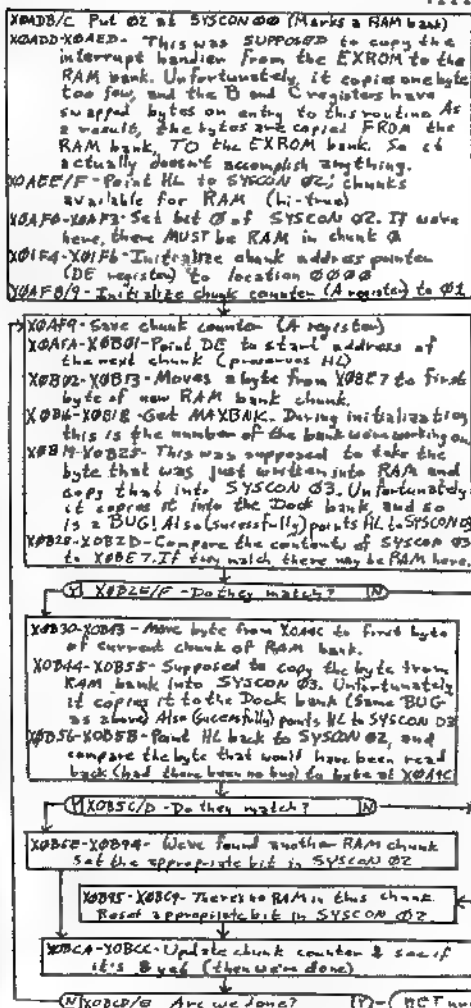 X0ADB/C Put 02 at SYSCON 00 (Marks a RAM bank)
X0ADD-X0AED- This was SUPPOSED to copy the
interrupt handler from the EXROM to the
RAM bank. Unfortunately, it copies one byte
too few, and the B and C registers have
swapped bytes on entry to this routine As
a result, the bytes are copied FROM the
RAM bank, TO the EXROM bank. So it
actually doesn't accomplish anything.
X0AEE/F-Point HL to SYSCON 02; chunks
available for RAM (hi-true)
X0AF0-X0AF3-Set bit 0 of SYSCON 02. If we're
here, there MUST be RAM in chunk 0
X01F4-X01F6-Initialize chunk address pointer
(DE register) to location 0000
X0AF8/9-Initialize chunk counter (A register) to 01
X0AF9-Save chunk counter (A register)
X0AFA-X0B01-Point DE to start address of
the next chunk (preserves HL)
X0B02-X0B13-Moves a byte from X0BE7 to first
byte of new RAM bank chunk.
X0B16-X0B18-Get MAXBNK. During initialization
this is the number of the bank we're working on
X0B19-X0B25-This was supposed to take the
byte that was just written into RAM and
copy that into SYSCON 03. Unfortunately
it copies it into the Dock bank, and so
is a BUG! Also (sucessfully) points HL to SYSCON 03
X0B28-X0B2D-Compare the contents of SYSCON 03
to X0BE7. If they match there may be RAM here.
Y X0B2E/F-Do they match? N
X0B30-X0B43-Move byte from X0A9C to first byte
of current chunk of RAM bank.
X0B44-X0B55-Supposed to copy the byte from
RAM bank into SYSCON 03. Unfortunately
it copies it to the Dock bank (Same BUG
as above) Also (Sucessfully) points HL to SYSCON 03
X0B56-X0B5B-Point HL back to SYSCON 02, and
compare the byte that would have been read
back (had there been no bug) to byte at X0A9C
Y X0B5C/D-Do they match? N
X0B5E-X0B94-We've found another RAM chunk
Set the appropriate bit in SYSCON 02
X0B95-X0BC9-There's no RAM in this chunk
Reset appropriate bit in SYSCON 02
X0BCA-X0BCC-Update chunk counter & see if
it's 8 yet (then we're done)
N X0BCD/E Are we done? Y